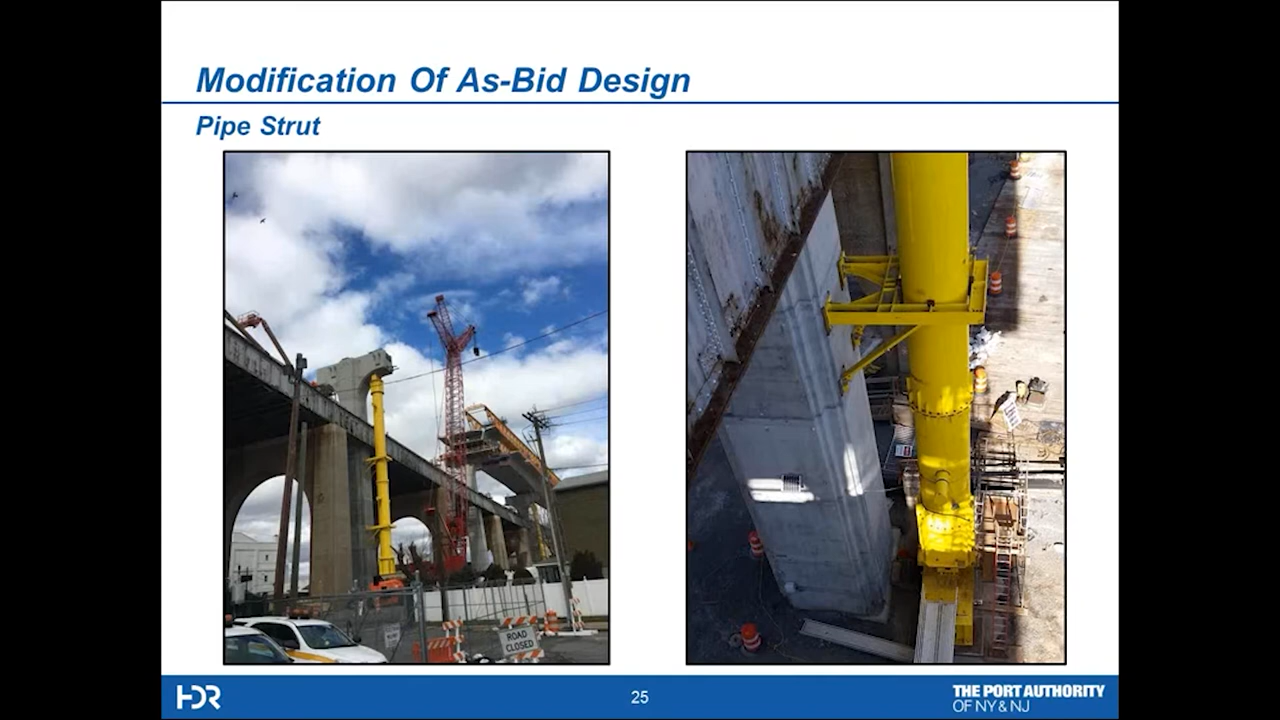 Modification Of As-Bid Design
Pipe Strut
ROAD
CLOSED
HDR
25
THE PORT AUTHORITY
OF NY & NJ